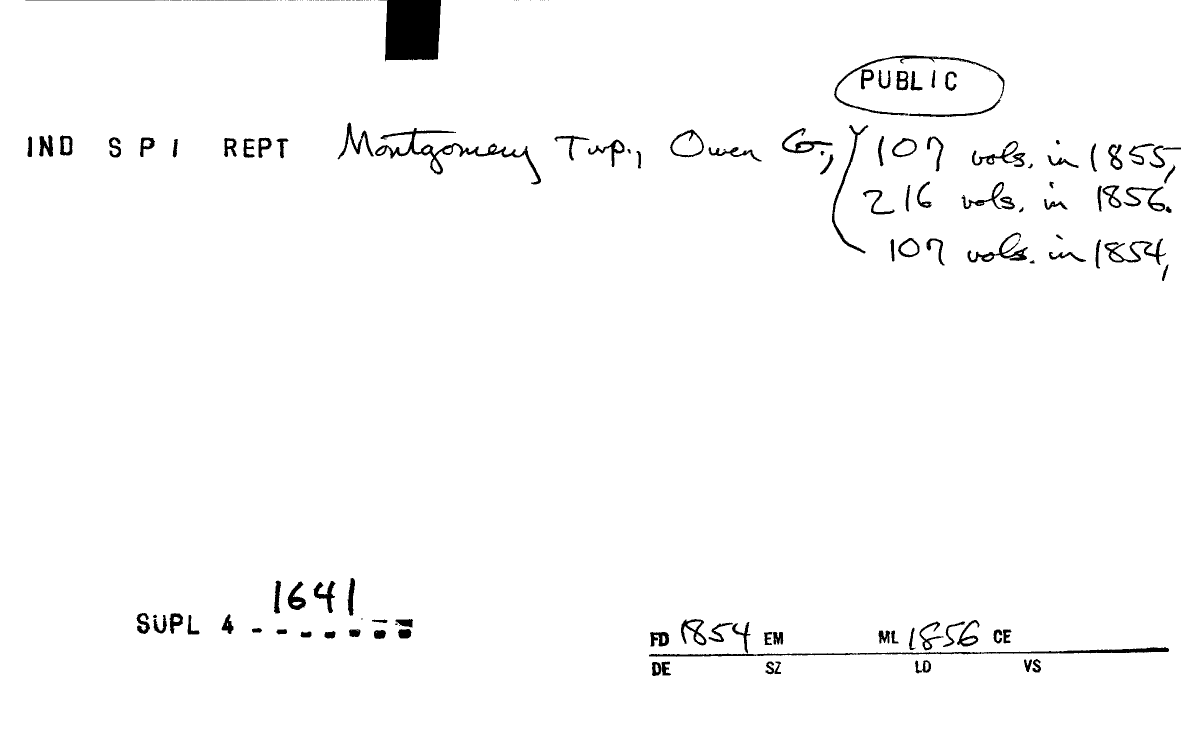 PUBLIC
IND S P I REPT Montgomery Twp., Owen Co., 107 vols. in 1855,
216 vols. in 1856.
107 vols. in 1854,
1641
SUPL 4 - - - - - - -
FD 1854 EM ML 1856 CE
DE SZ LD VS